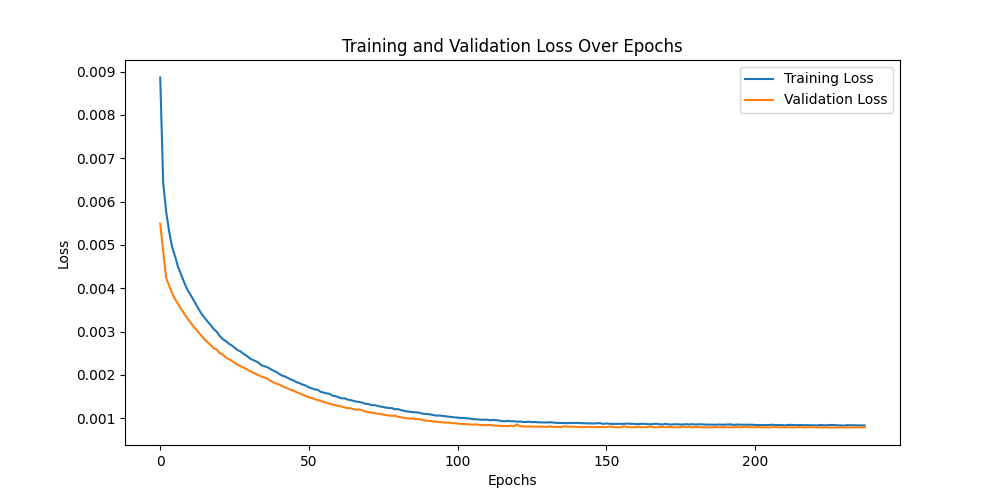 Training and Validation Loss Over Epochs
Training Loss
Validation Loss
0.009
0.008
0.007
0.006
0.005
0.004
0.003
0.002
0.001
Loss
0 50 100 150 200
Epochs